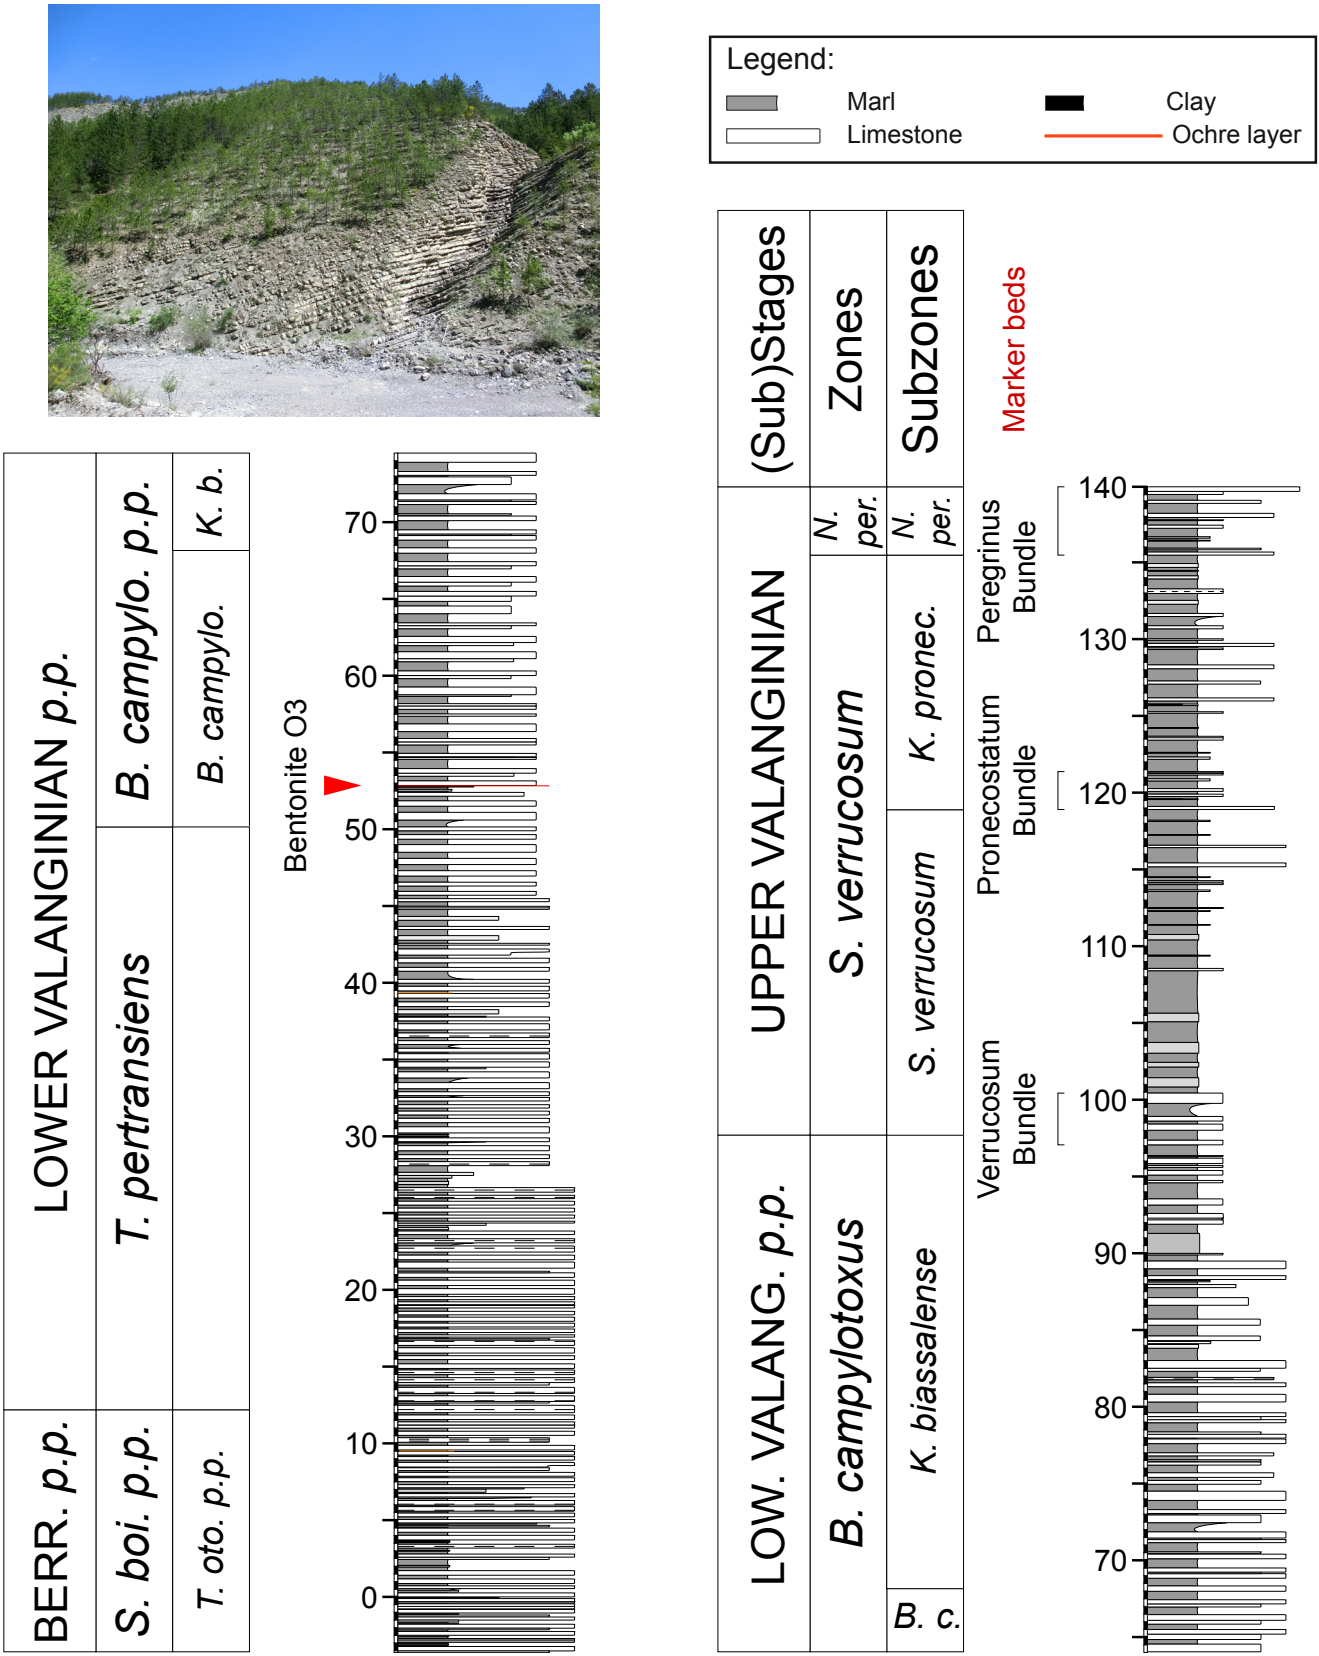 Legend:
Marl
Clay
Limestone
Ochre layer
(Sub)Stages
Zones
Subzones
Marker beds
LOWER VALANGINIAN p.p.
BERR. p.p.
B. campylo. p.p.
T. pertransiens
S. boi. p.p.
K. b.
B. campylo.
T. oto. p.p.
Bentonite O3
70
60
50
40
30
20
10
0
UPPER VALANGINIAN
LOW. VALANG. p.p.
N.
per.
S. verrucosum
B. campylotoxus
N.
per.
K. pronec.
S. verrucosum
K. biassalense
B. c.
Peregrinus
Bundle
Pronecostatum
Bundle
Verrucosum
Bundle
140
130
120
110
100
90
80
70